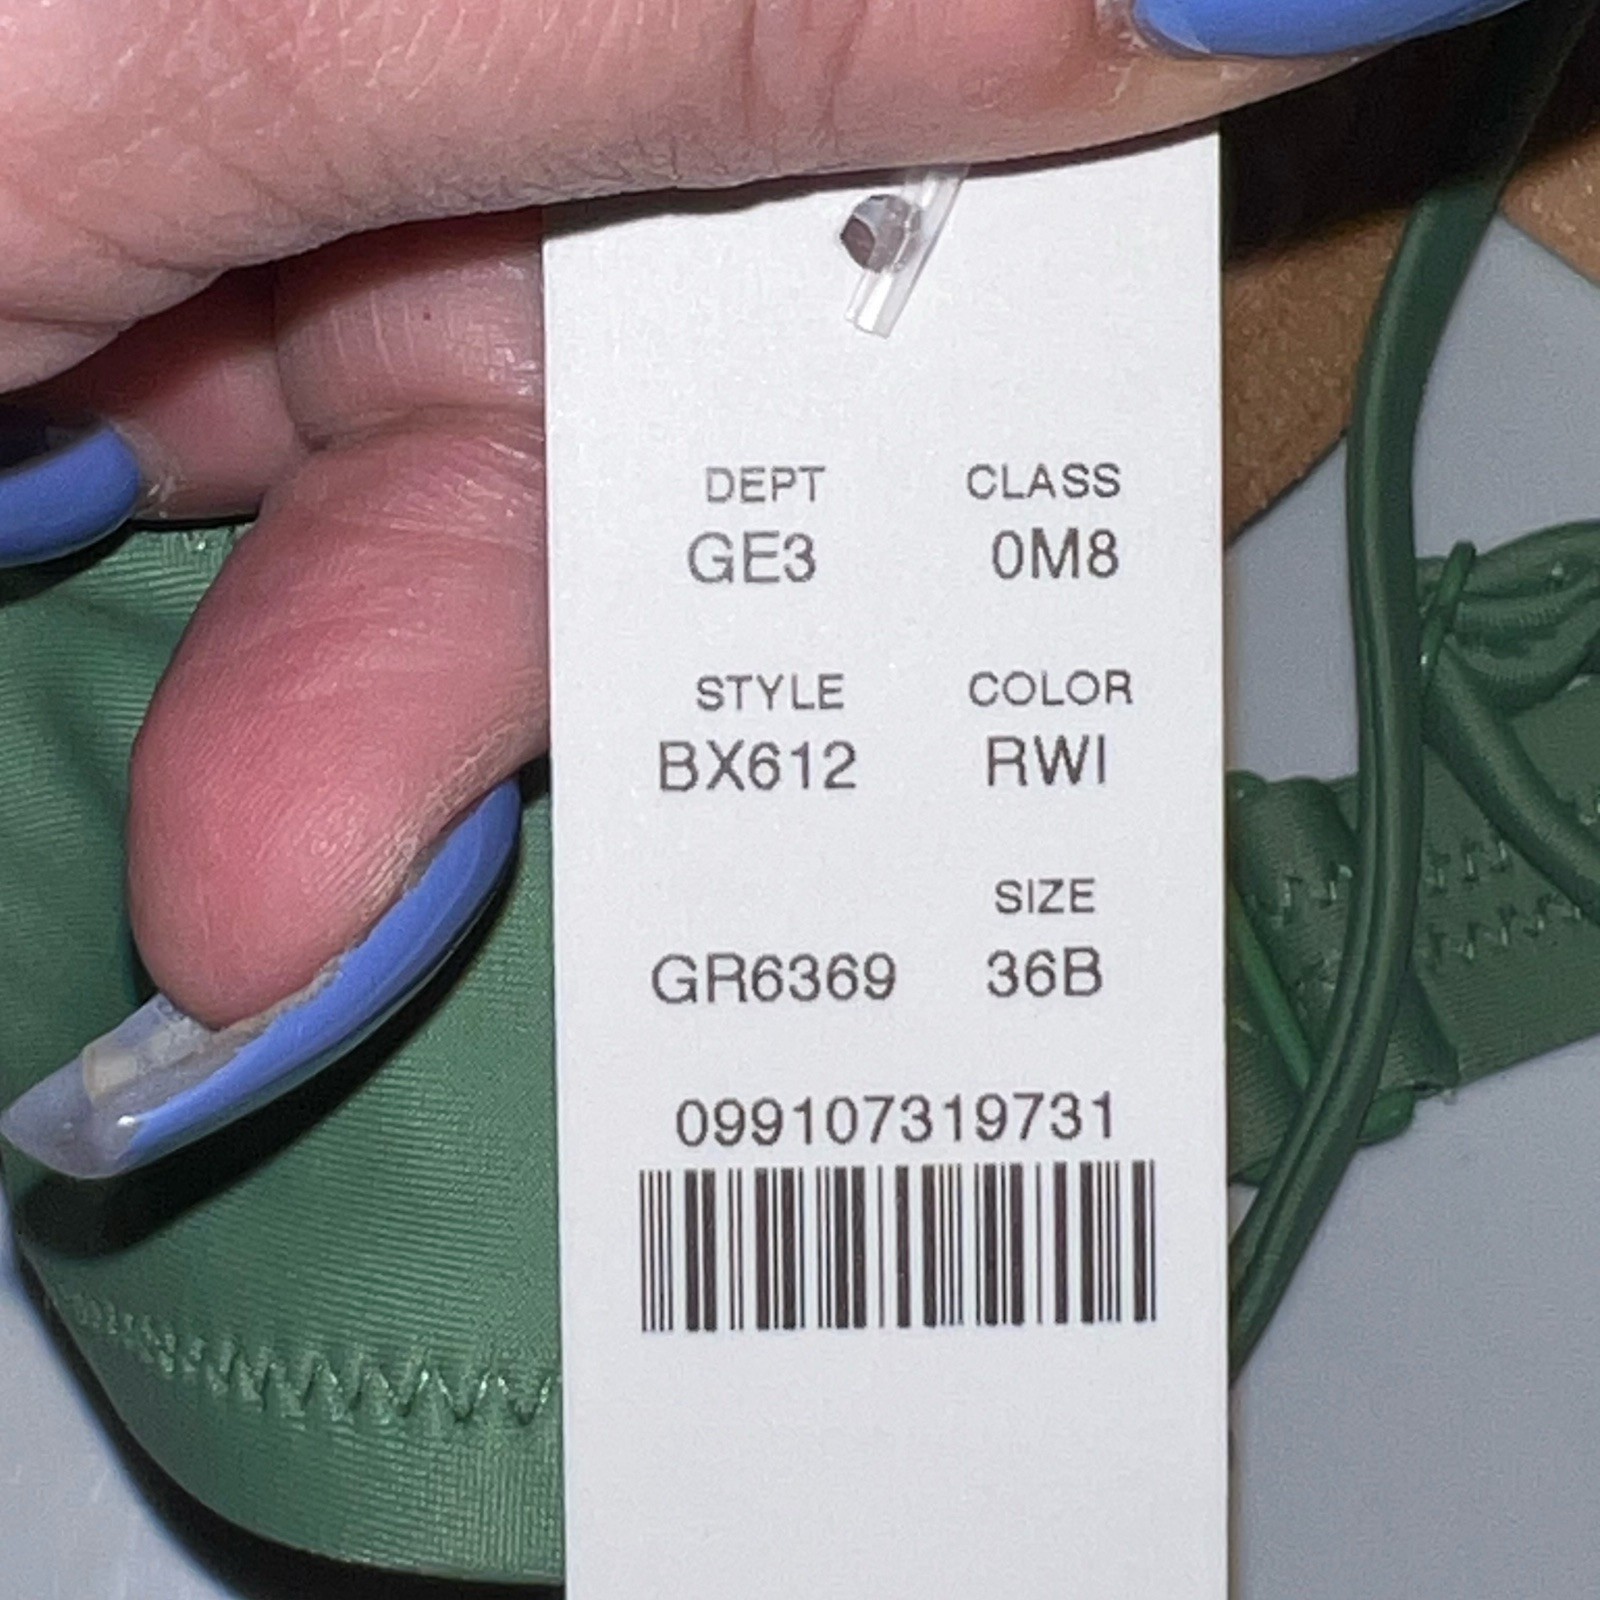 DEPT CLASS
GE3 0M8
STYLE COLOR
BX612 RWI
SIZE
GR6369 36B
099107319731